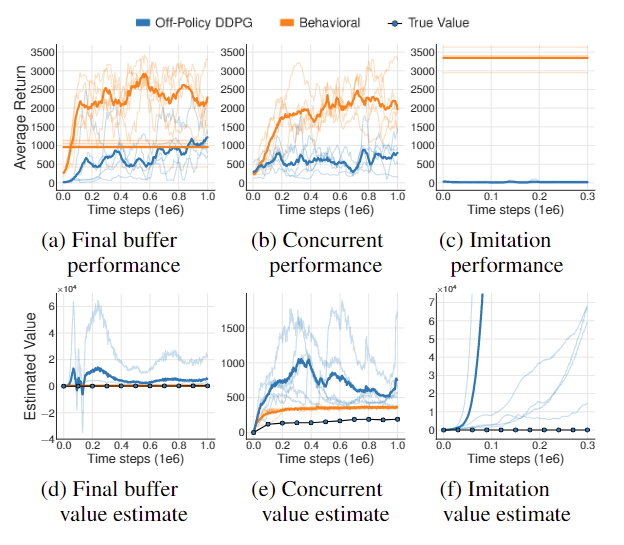 Off-Policy DDPG Behavioral True Value
Average Return
3500
3000
2500
2000
1500
1000
500
0
0.0 0.2 0.4 0.6 0.8 1.0
Time steps (1e6)
(a) Final buffer
performance
3500
3000
2500
2000
1500
1000
500
0
0.0 0.2 0.4 0.6 0.8 1.0
Time steps (1e6)
(b) Concurrent
performance
3500
3000
2500
2000
1500
1000
500
0
0.0 0.1 0.2 0.3
Time steps (1e6)
(c) Imitation
performance
Estimated Value
×10⁴
6
4
2
0
−2
−4
0.0 0.2 0.4 0.6 0.8 1.0
Time steps (1e6)
(d) Final buffer
value estimate
1500
1000
500
0
0.0 0.2 0.4 0.6 0.8 1.0
Time steps (1e6)
(e) Concurrent
value estimate
×10⁴
7
6
5
4
3
2
1
0
0.0 0.1 0.2 0.3
Time steps (1e6)
(f) Imitation
value estimate